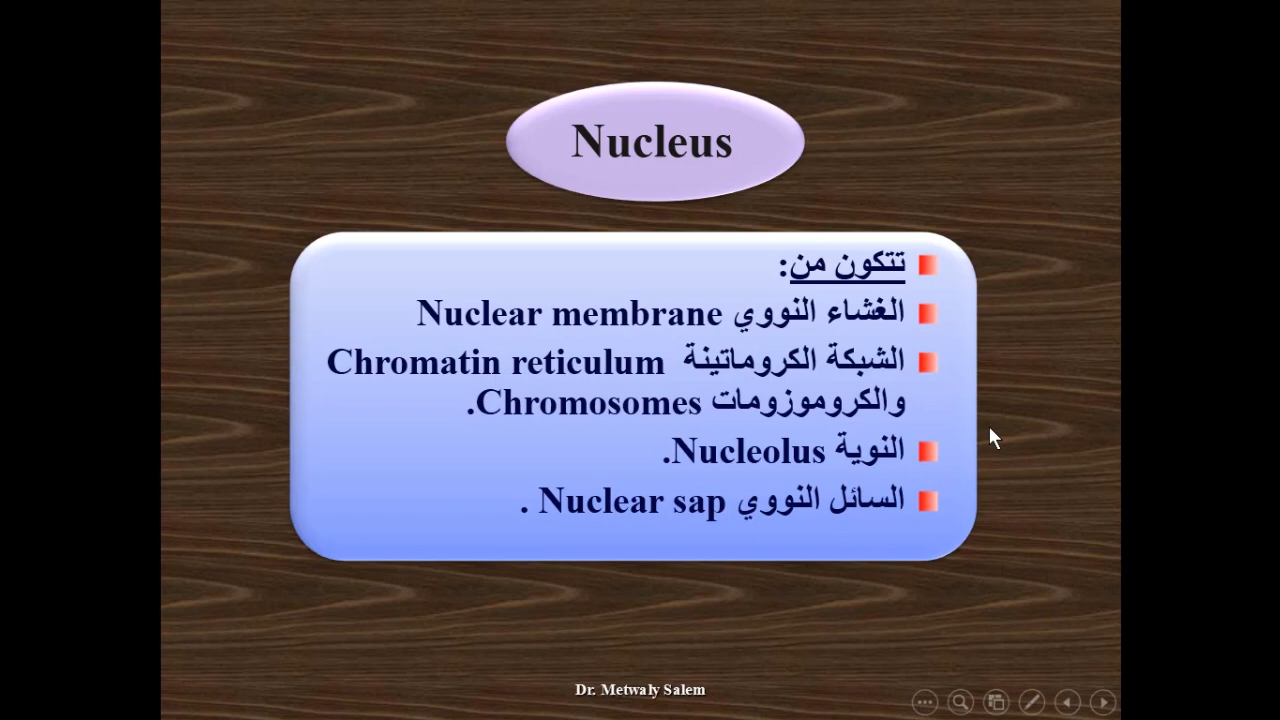 Nucleus
تتكون من:
الغشاء النووي Nuclear membrane
الشبكة الكروماتينة Chromatin reticulum
والكروموزومات Chromosomes.
النوية Nucleolus.
السائل النووي Nuclear sap .
Dr. Metwaly Salem